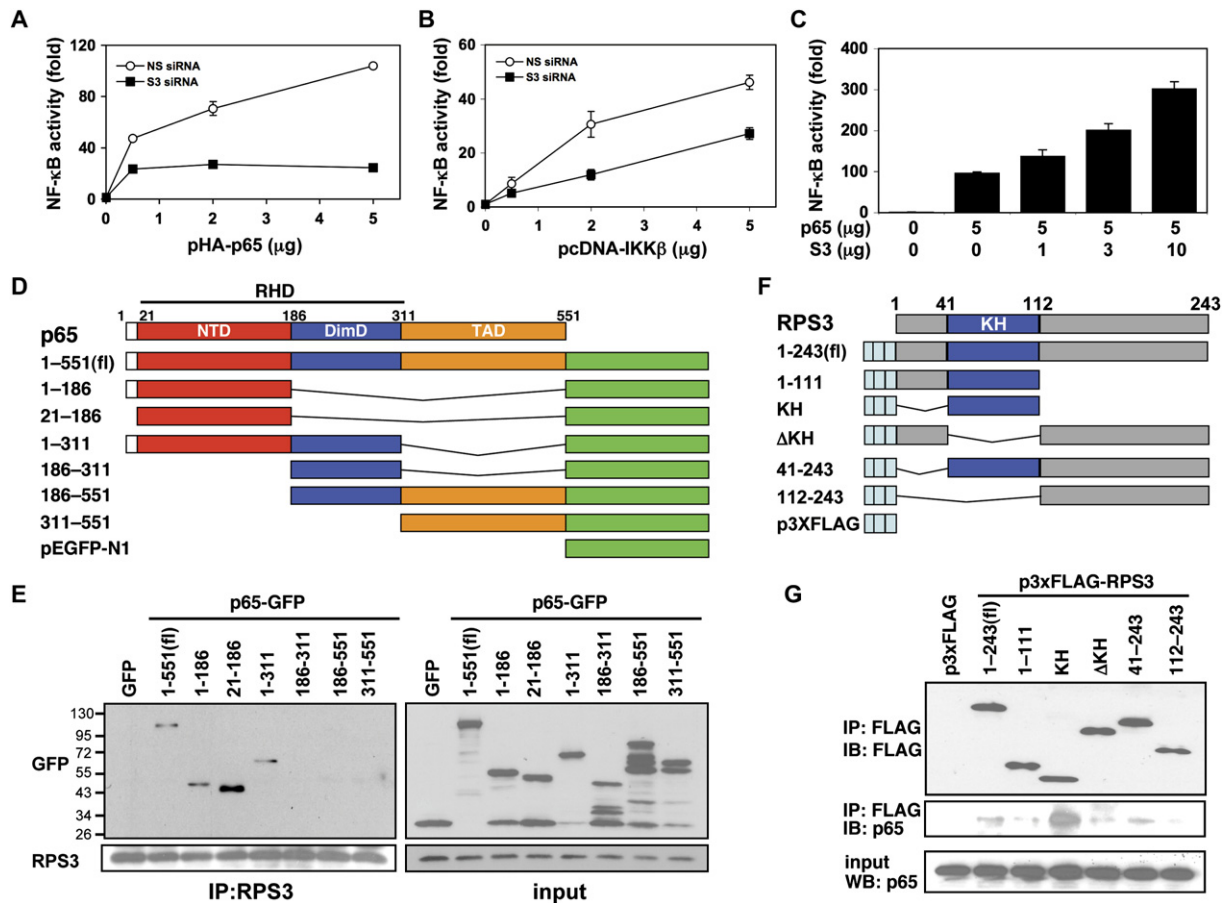 A
NF-κB activity (fold)
120
80
40
0
NS siRNA
S3 siRNA
0 1 2 3 4 5
pHA-p65 (μg)
B
NF-κB activity (fold)
60
40
20
0
NS siRNA
S3 siRNA
0 1 2 3 4 5
pcDNA-IKKβ (μg)
C
NF-κB activity (fold)
400
300
200
100
0
p65 (μg) 0 5 5 5 5
S3 (μg) 0 0 1 3 10
D
RHD
1 21 186 311 551
p65 NTD DimD TAD
1–551(fl)
1–186
21–186
1–311
186–311
186–551
311–551
pEGFP-N1
F
1 41 112 243
RPS3 KH
1-243(fl)
1-111
KH
ΔKH
41-243
112-243
p3XFLAG
E
p65-GFP
GFP 1-551(fl) 1-186 21-186 1-311 186-311 186-551 311-551
130
95
72
55
43
34
26
GFP
RPS3
IP:RPS3
p65-GFP
GFP 1-551(fl) 1-186 21-186 1-311 186-311 186-551 311-551
input
G
p3xFLAG-RPS3
p3xFLAG 1–243(fl) 1–111 KH ΔKH 41–243 112–243
IP: FLAG
IB: FLAG
IP: FLAG
IB: p65
input
WB: p65